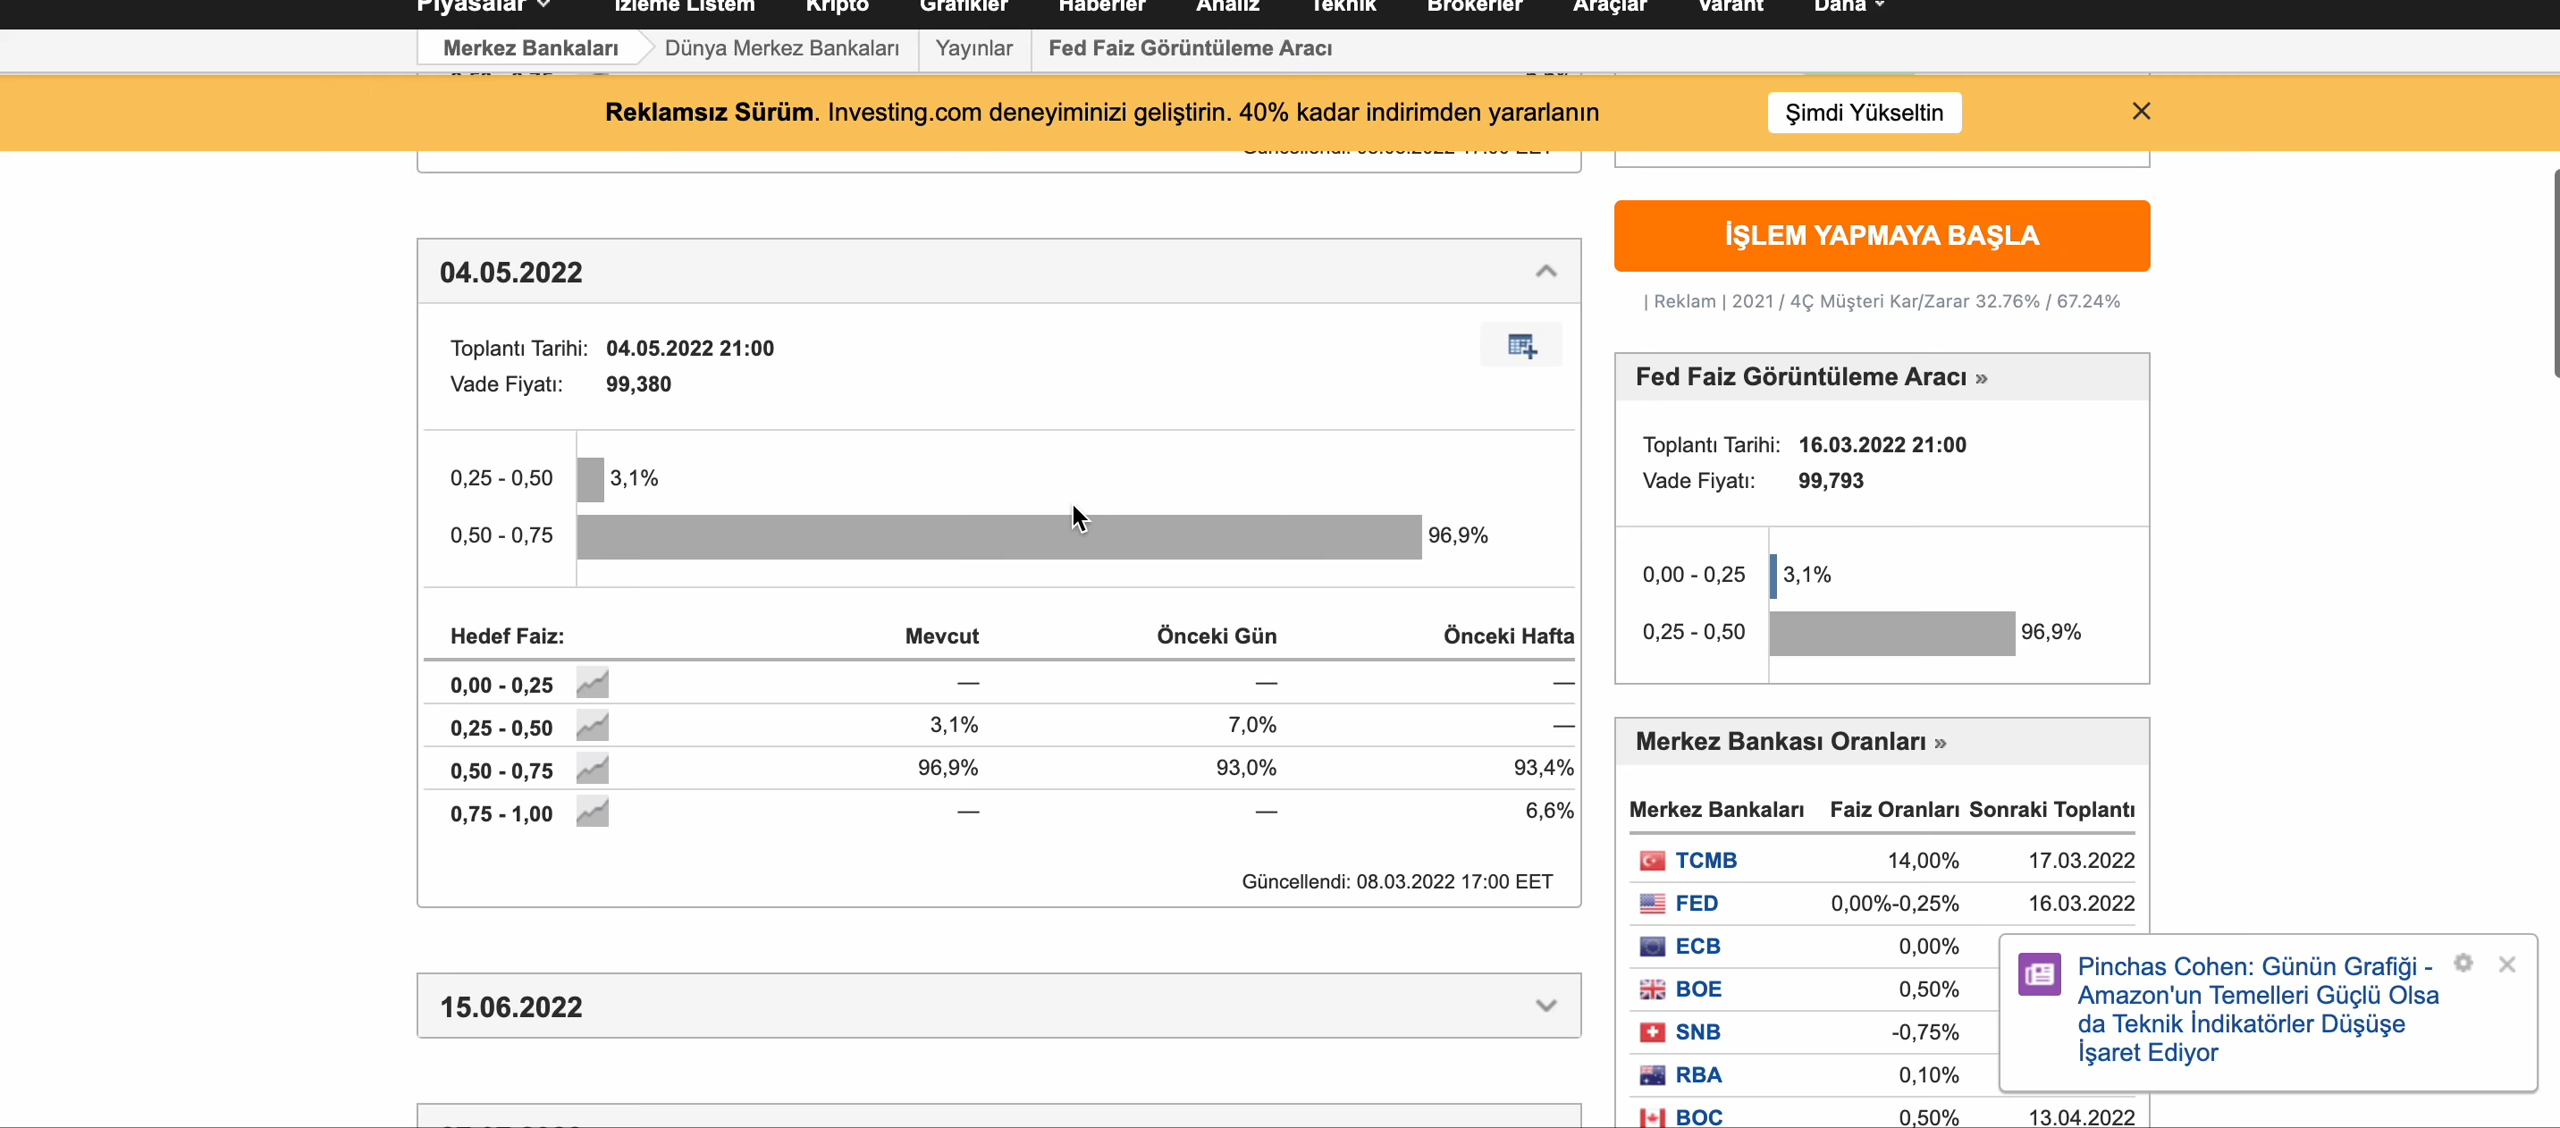 Piyasalar İzleme Listem Kripto Grafikler Haberler Analiz Teknik Brokerler Araçlar Varant Daha
Merkez Bankaları Dünya Merkez Bankaları Yayınlar Fed Faiz Görüntüleme Aracı
Reklamsız Sürüm. Investing.com deneyiminizi geliştirin. 40% kadar indirimden yararlanın
Şimdi Yükseltin
04.05.2022
Toplantı Tarihi: 04.05.2022 21:00
Vade Fiyatı: 99,380
0,25 - 0,50 3,1%
0,50 - 0,75 96,9%
Hedef Faiz: Mevcut Önceki Gün Önceki Hafta
0,00 - 0,25 — — —
0,25 - 0,50 3,1% 7,0% —
0,50 - 0,75 96,9% 93,0% 93,4%
0,75 - 1,00 — — 6,6%
Güncellendi: 08.03.2022 17:00 EET
15.06.2022
İŞLEM YAPMAYA BAŞLA
| Reklam | 2021 / 4Ç Müşteri Kar/Zarar 32.76% / 67.24%
Fed Faiz Görüntüleme Aracı »
Toplantı Tarihi: 16.03.2022 21:00
Vade Fiyatı: 99,793
0,00 - 0,25 3,1%
0,25 - 0,50 96,9%
Merkez Bankası Oranları »
Merkez Bankaları Faiz Oranları Sonraki Toplantı
TCMB 14,00% 17.03.2022
FED 0,00%-0,25% 16.03.2022
ECB 0,00%
BOE 0,50%
SNB -0,75%
RBA 0,10%
BOC 0,50% 13.04.2022
Pinchas Cohen: Günün Grafiği -
Amazon'un Temelleri Güçlü Olsa
da Teknik İndikatörler Düşüşe
İşaret Ediyor